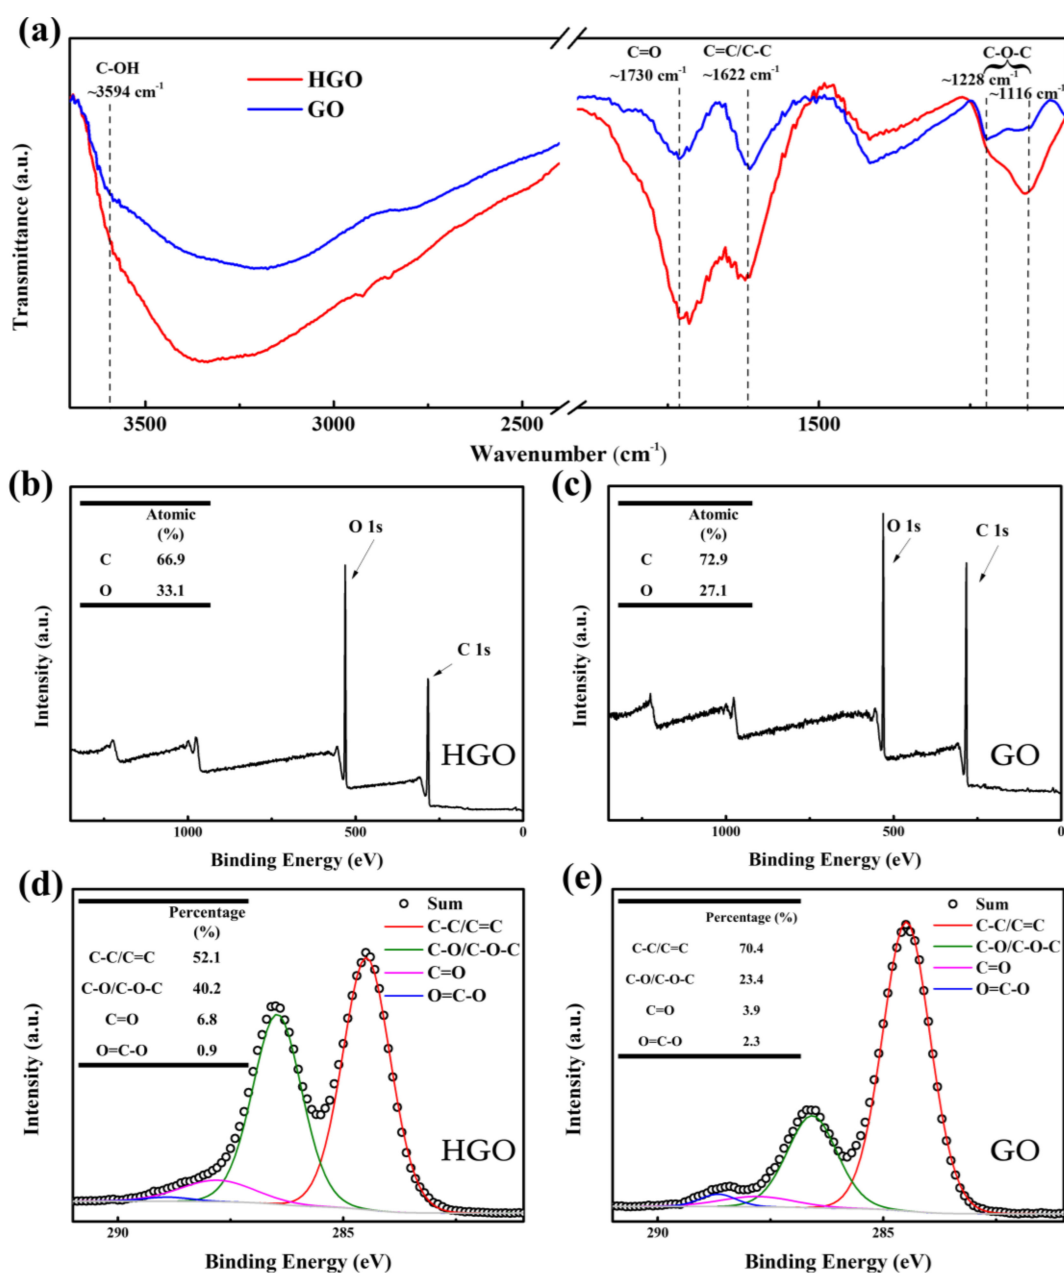 (a)
C-OH
~3594 cm⁻¹
HGO
GO
C=O
~1730 cm⁻¹
C=C/C-C
~1622 cm⁻¹
C-O-C
~1228 cm⁻¹
~1116 cm⁻¹
Transmittance (a.u.)
3500 3000 2500 1500
Wavenumber (cm⁻¹)
(b)
Atomic
(%)
C 66.9
O 33.1
O 1s
C 1s
HGO
Intensity (a.u.)
1000 500 0
Binding Energy (eV)
(c)
Atomic
(%)
C 72.9
O 27.1
O 1s
C 1s
GO
Intensity (a.u.)
1000 500 0
Binding Energy (eV)
(d)
Percentage
(%)
C-C/C=C 52.1
C-O/C-O-C 40.2
C=O 6.8
O=C-O 0.9
Sum
C-C/C=C
C-O/C-O-C
C=O
O=C-O
HGO
Intensity (a.u.)
290 285
Binding Energy (eV)
(e)
Percentage (%)
C-C/C=C 70.4
C-O/C-O-C 23.4
C=O 3.9
O=C-O 2.3
Sum
C-C/C=C
C-O/C-O-C
C=O
O=C-O
GO
Intensity (a.u.)
290 285
Binding Energy (eV)